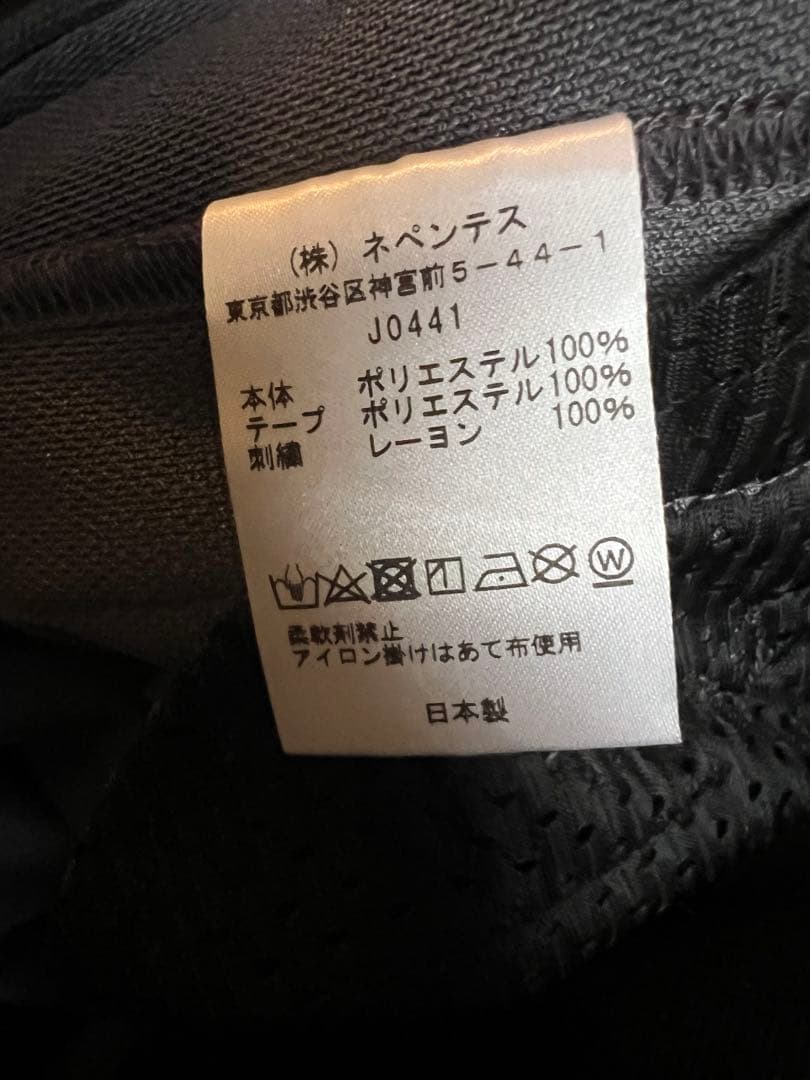 (株) ネペンテス
東京都渋谷区神宮前5-44-1
J0441
本体 ポリエステル100%
テープ ポリエステル100%
刺繍 レーヨン 100%
W
柔軟剤禁止
アイロン掛けはあて布使用
日本製